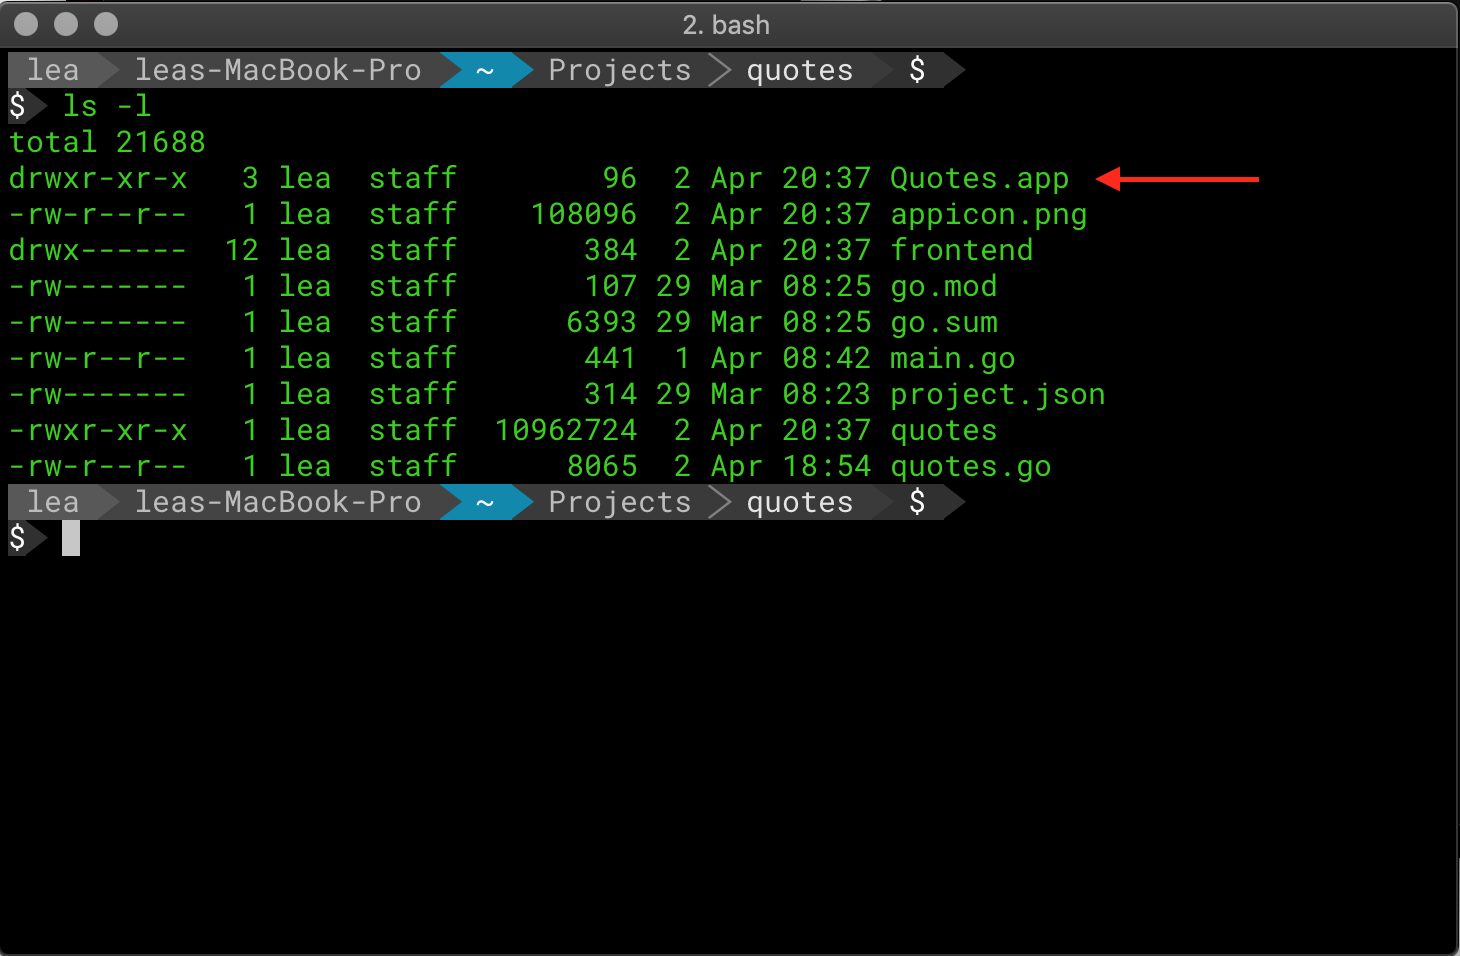 2. bash
lea leas-MacBook-Pro ~ Projects quotes $
$ ls -l
total 21688
drwxr-xr-x 3 lea staff 96 2 Apr 20:37 Quotes.app
-rw-r--r-- 1 lea staff 108096 2 Apr 20:37 appicon.png
drwx------ 12 lea staff 384 2 Apr 20:37 frontend
-rw------- 1 lea staff 107 29 Mar 08:25 go.mod
-rw------- 1 lea staff 6393 29 Mar 08:25 go.sum
-rw-r--r-- 1 lea staff 441 1 Apr 08:42 main.go
-rw------- 1 lea staff 314 29 Mar 08:23 project.json
-rwxr-xr-x 1 lea staff 10962724 2 Apr 20:37 quotes
-rw-r--r-- 1 lea staff 8065 2 Apr 18:54 quotes.go
lea leas-MacBook-Pro ~ Projects quotes $
$